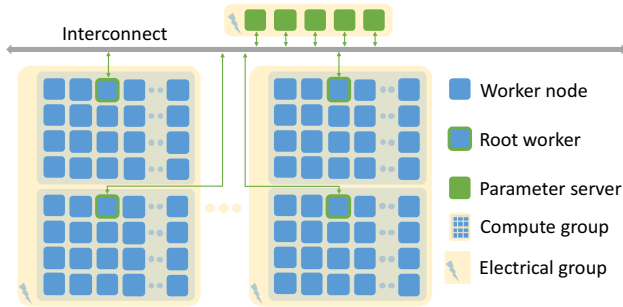 Interconnect
Worker node
Root worker
Parameter server
Compute group
Electrical group